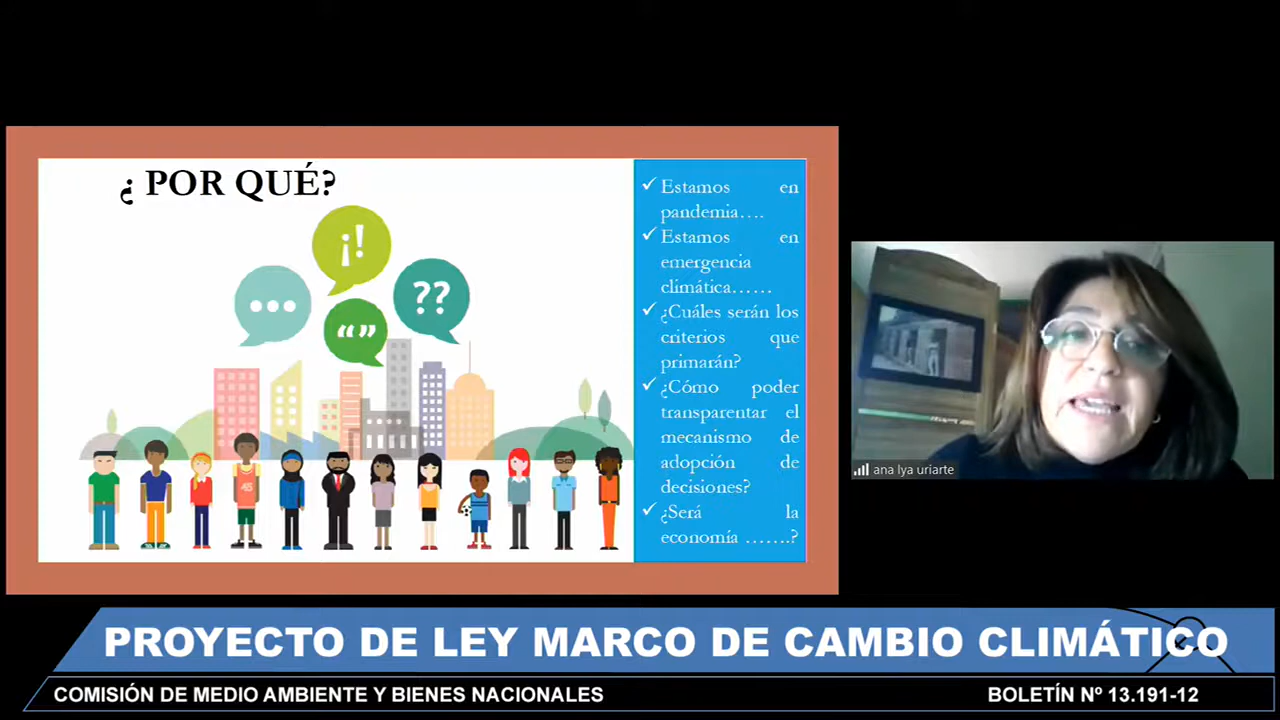 ¿ POR QUÉ?
¡!
...
??
“”
Estamos en
pandemia….
Estamos en
emergencia
climática……
¿Cuáles serán los
criterios que
primarán?
¿Cómo poder
transparentar el
mecanismo de
adopción de
decisiones?
¿Será la
economía …….?
45
ana lya uriarte
PROYECTO DE LEY MARCO DE CAMBIO CLIMÁTICO
COMISIÓN DE MEDIO AMBIENTE Y BIENES NACIONALES
BOLETÍN Nº 13.191-12